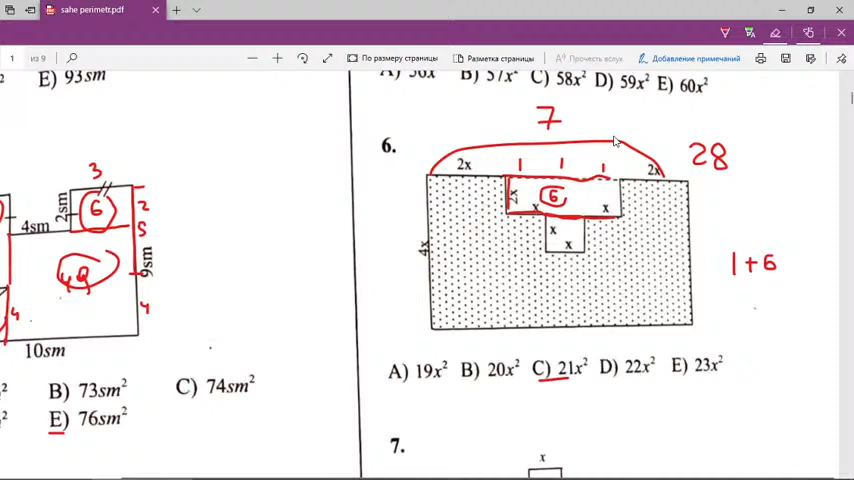 sahe perimetr.pdf
1 из 9
По размеру страницы
Разметка страницы
Прочесть вслух
Добавление примечаний
E) 93sm
3
2sm
6
2
4sm
5
49
9sm
4
4
10sm
B) 73sm²
C) 74sm²
E) 76sm²
B) 57x² C) 58x² D) 59x² E) 60x²
7
6.
28
2x
1 1 1
2x
2x
6
x
x
x
x
4x
1+6
A) 19x² B) 20x² C) 21x² D) 22x² E) 23x²
7.
x